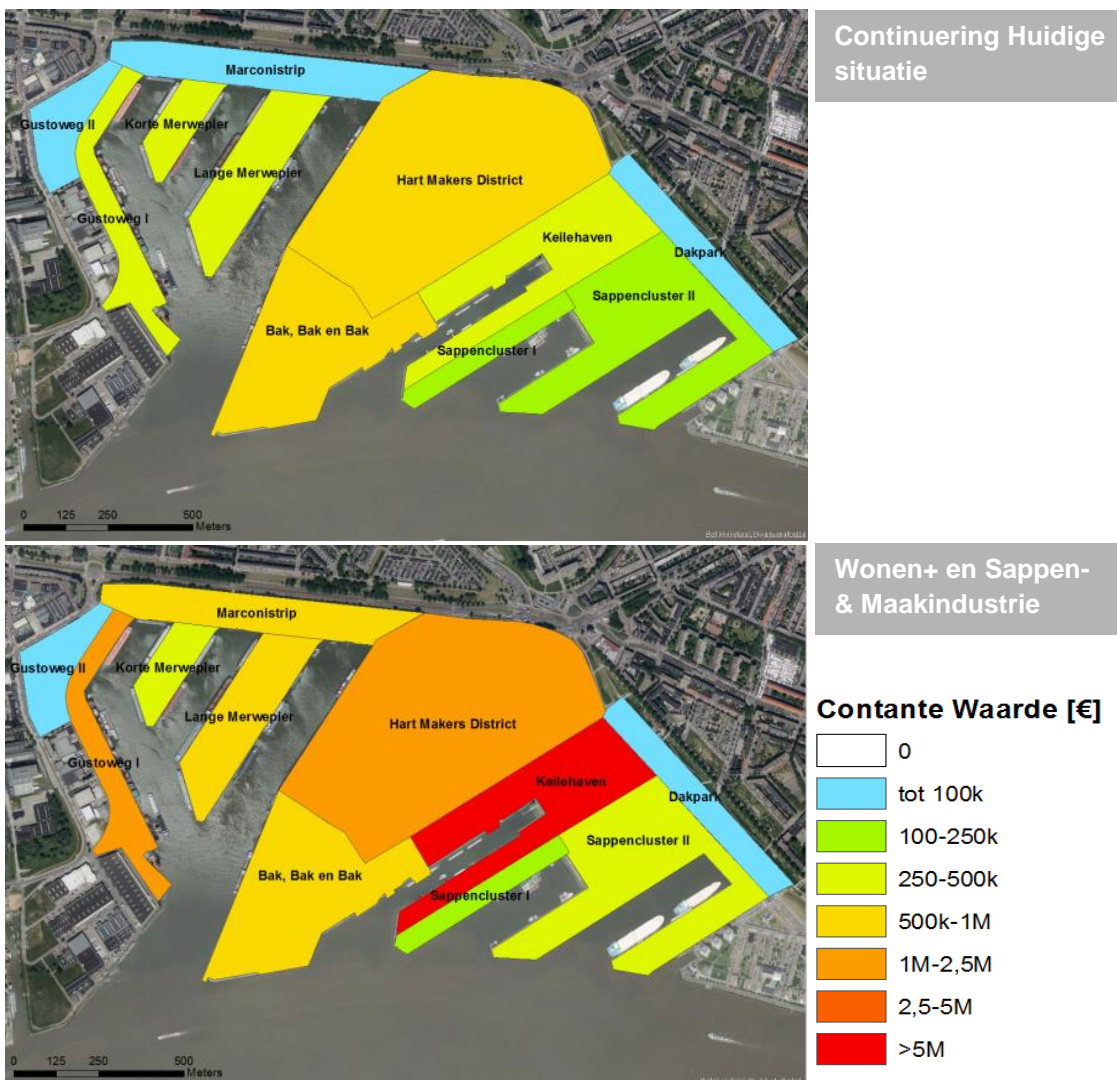 Continuering Huidige
situatie
Marconistrip
Gustoweg II
Korte Merwepier
Lange Merwepier
Hart Makers District
Gustoweg I
Keilehaven
Dakpark
Sappencluster II
Bak, Bak en Bak
Sappencluster I
0 125 250 500
Meters
Wonen+ en Sappen-
& Maakindustrie
Marconistrip
Gustoweg II
Korte Merwepier
Lange Merwepier
Hart Makers District
Gustoweg I
Keilehaven
Dakpark
Sappencluster II
Bak, Bak en Bak
Sappencluster I
0 125 250 500
Meters
Contante Waarde [€]
0
tot 100k
100-250k
250-500k
500k-1M
1M-2,5M
2,5-5M
>5M